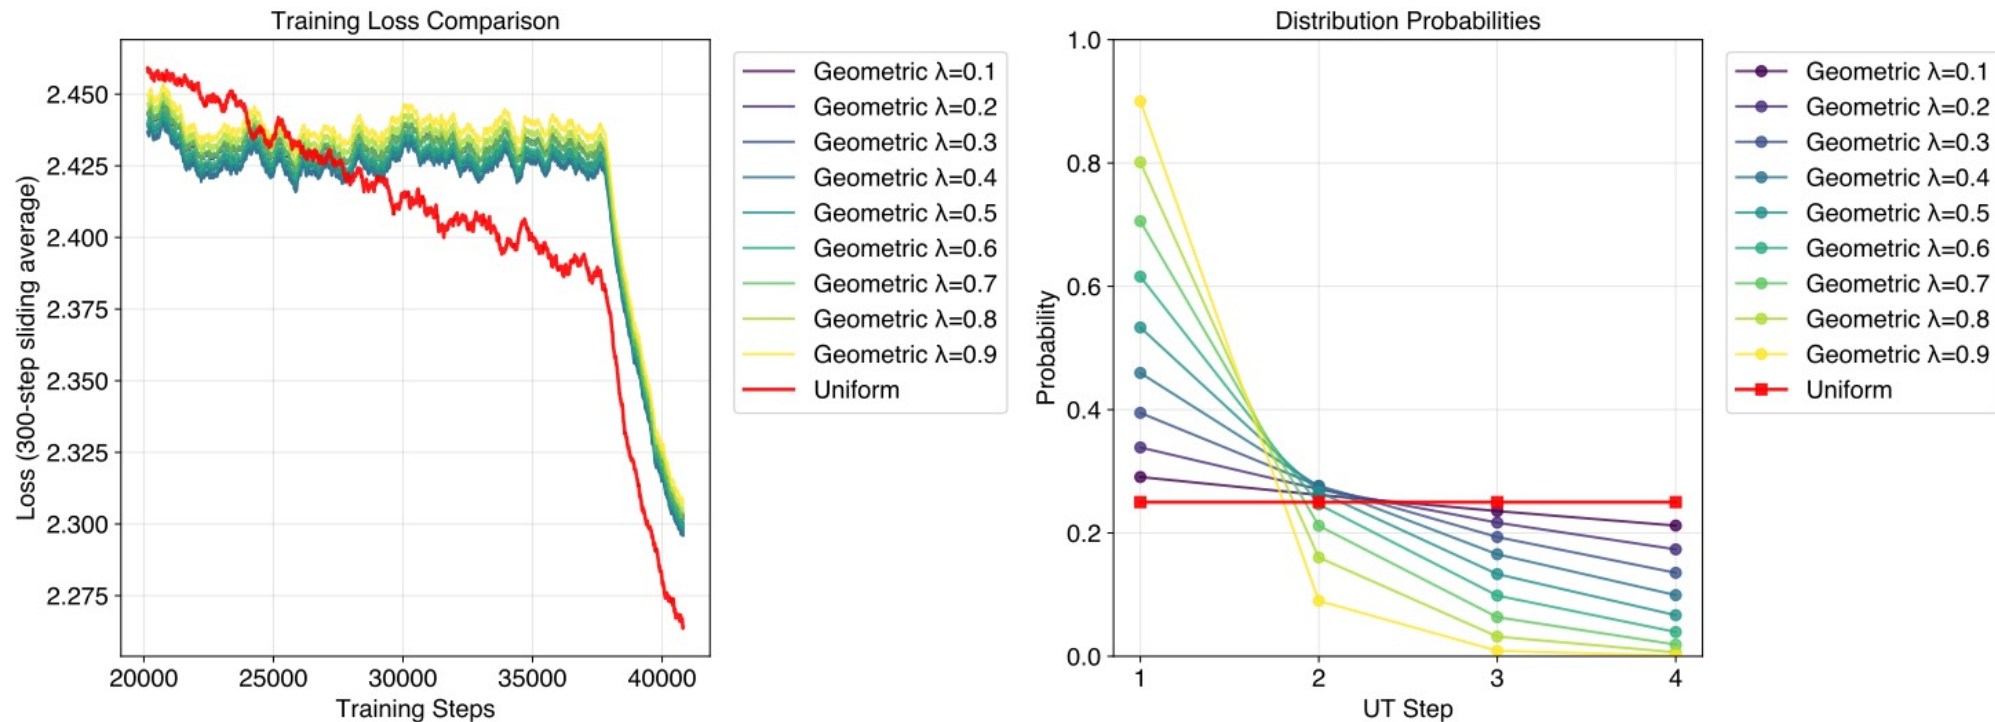 Training Loss Comparison
Loss (300-step sliding average)
2.450
2.425
2.400
2.375
2.350
2.325
2.300
2.275
20000
25000
30000
35000
40000
Training Steps
Geometric λ=0.1
Geometric λ=0.2
Geometric λ=0.3
Geometric λ=0.4
Geometric λ=0.5
Geometric λ=0.6
Geometric λ=0.7
Geometric λ=0.8
Geometric λ=0.9
Uniform
Distribution Probabilities
Probability
1.0
0.8
0.6
0.4
0.2
0.0
1
2
3
4
UT Step
Geometric λ=0.1
Geometric λ=0.2
Geometric λ=0.3
Geometric λ=0.4
Geometric λ=0.5
Geometric λ=0.6
Geometric λ=0.7
Geometric λ=0.8
Geometric λ=0.9
Uniform